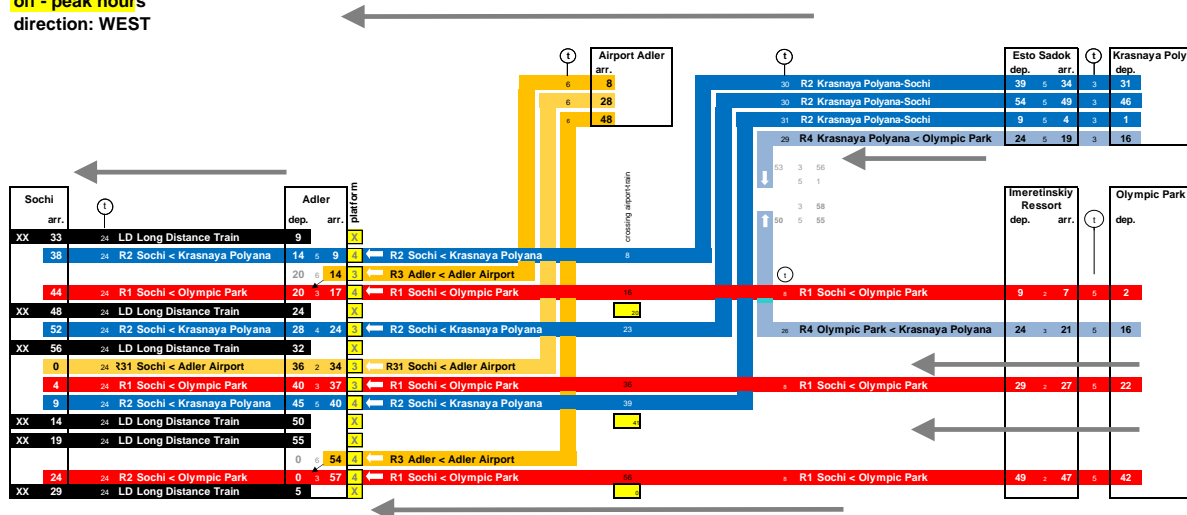 off - peak hours
direction: WEST
t Airport Adler t Esto Sadok t Krasnaya Poly
arr. dep. arr. dep.
6 8 30 R2 Krasnaya Polyana-Sochi 39 5 34 3 31
6 28 30 R2 Krasnaya Polyana-Sochi 54 5 49 3 46
6 48 31 R2 Krasnaya Polyana-Sochi 9 5 4 3 1
29 R4 Krasnaya Polyana < Olympic Park 24 5 19 3 16
53 3 56
5 1
crossing airport-train
Sochi t Adler platform
Imeretinskiy Ressort t Olympic Park
3 58
arr. dep. arr. dep. arr. dep.
50 5 55
XX 33 24 LD Long Distance Train 9 X
38 24 R2 Sochi < Krasnaya Polyana 14 5 9 4 R2 Sochi < Krasnaya Polyana 8
20 6 14 3 R3 Adler < Adler Airport t
44 24 R1 Sochi < Olympic Park 20 3 17 4 R1 Sochi < Olympic Park 16 8 R1 Sochi < Olympic Park 9 2 7 5 2
XX 48 24 LD Long Distance Train 24 X 20
52 24 R2 Sochi < Krasnaya Polyana 28 4 24 3 R2 Sochi < Krasnaya Polyana 23 26 R4 Olympic Park < Krasnaya Polyana 24 3 21 5 16
XX 56 24 LD Long Distance Train 32 X
0 24 R31 Sochi < Adler Airport 36 2 34 3 R31 Sochi < Adler Airport
4 24 R1 Sochi < Olympic Park 40 3 37 3 R1 Sochi < Olympic Park 36 8 R1 Sochi < Olympic Park 29 2 27 5 22
9 24 R2 Sochi < Krasnaya Polyana 45 5 40 4 R2 Sochi < Krasnaya Polyana 39
XX 14 24 LD Long Distance Train 50 X 41
XX 19 24 LD Long Distance Train 55 X
0 6 54 4 R3 Adler < Adler Airport
24 24 R2 Sochi < Olympic Park 0 3 57 4 R1 Sochi < Olympic Park 56 8 R1 Sochi < Olympic Park 49 2 47 5 42
XX 29 24 LD Long Distance Train 5 X 0